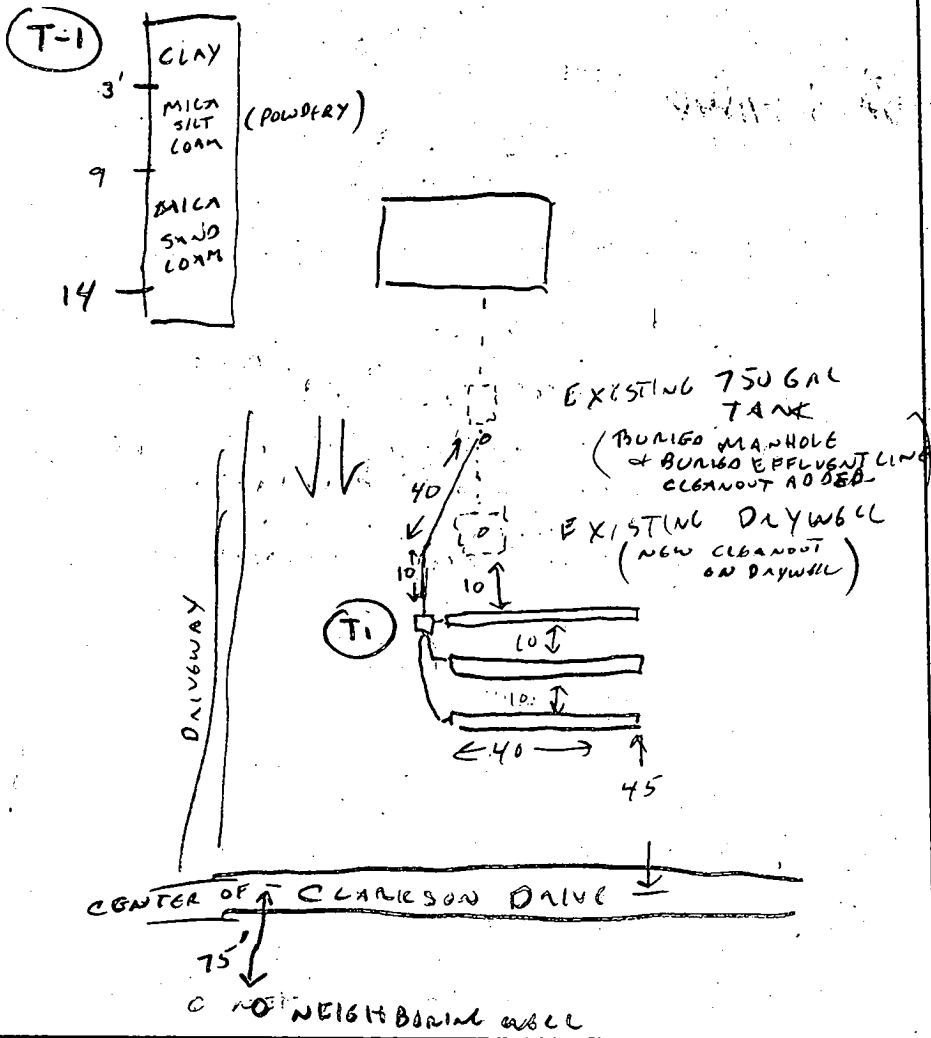 T-1
CLAY
3'
MICA
SILT
LOAM
(POWDERY)
9
MICA
SAND
LOAM
14
EXISTING 750 GAL
TANK
(BURIED MANHOLE
& BURIED EFFLUENT LINE
CLEANOUT ADDED)
40
EXISTING DRYWELL
(NEW CLEANOUT
ON DRYWELL)
10
10
T1
10
10
40
45
DRIVEWAY
CENTER OF CLARKSON DRIVE
75'
NEIGHBORING WELL